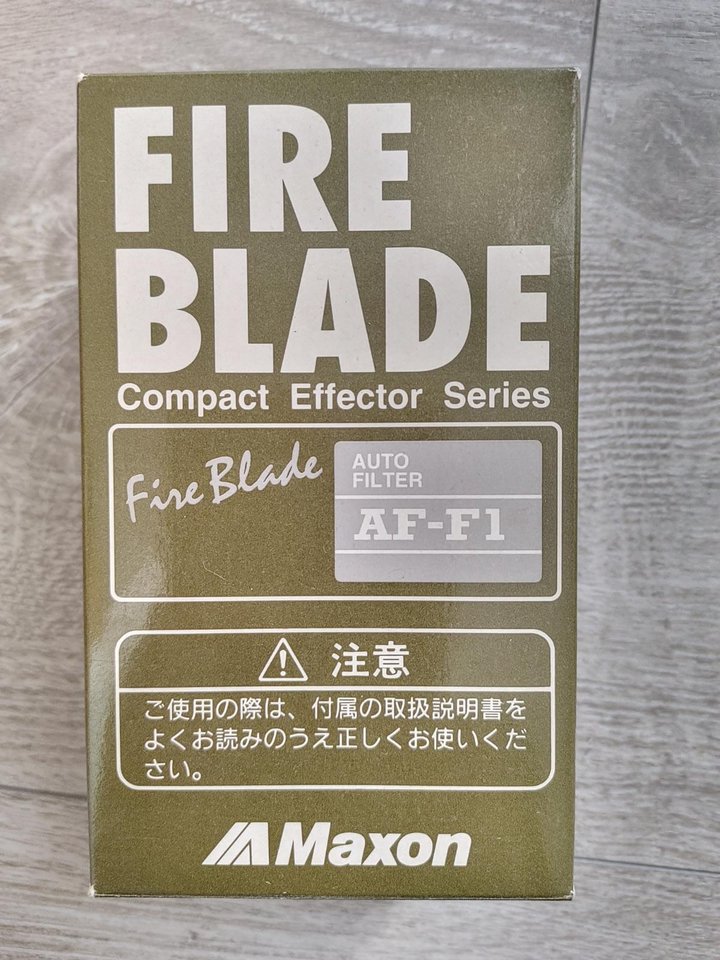 FIRE
BLADE
Compact Effector Series
Fire Blade
AUTO
FILTER
AF-F1
注意
ご使用の際は、付属の取扱説明書を
よくお読みのうえ正しくお使いくだ
さい。
Maxon